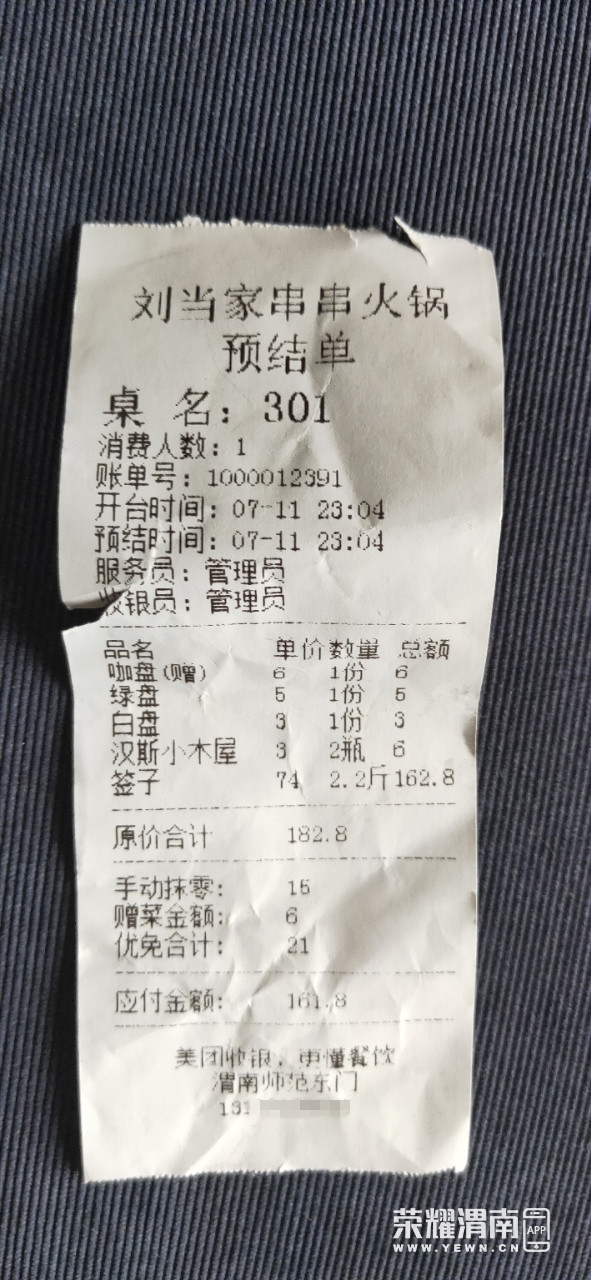 刘当家串串火锅
预结单
桌 名：301
消费人数：1
账单号：1000012391
开台时间：07-11 23:04
预结时间：07-11 23:04
服务员：管理员
收银员：管理员
品名 单价 数量 总额
咖盘(赠) 6 1份 6
绿盘 5 1份 5
白盘 3 1份 3
汉斯小木屋 3 2瓶 6
签子 74 2.2斤 162.8
原价合计 182.8
手动抹零： 15
赠菜金额： 6
优免合计： 21
应付金额： 161.8
美团收银，更懂餐饮
渭南师范东门
131
荣耀渭南 APP
WWW.YEWN.CN